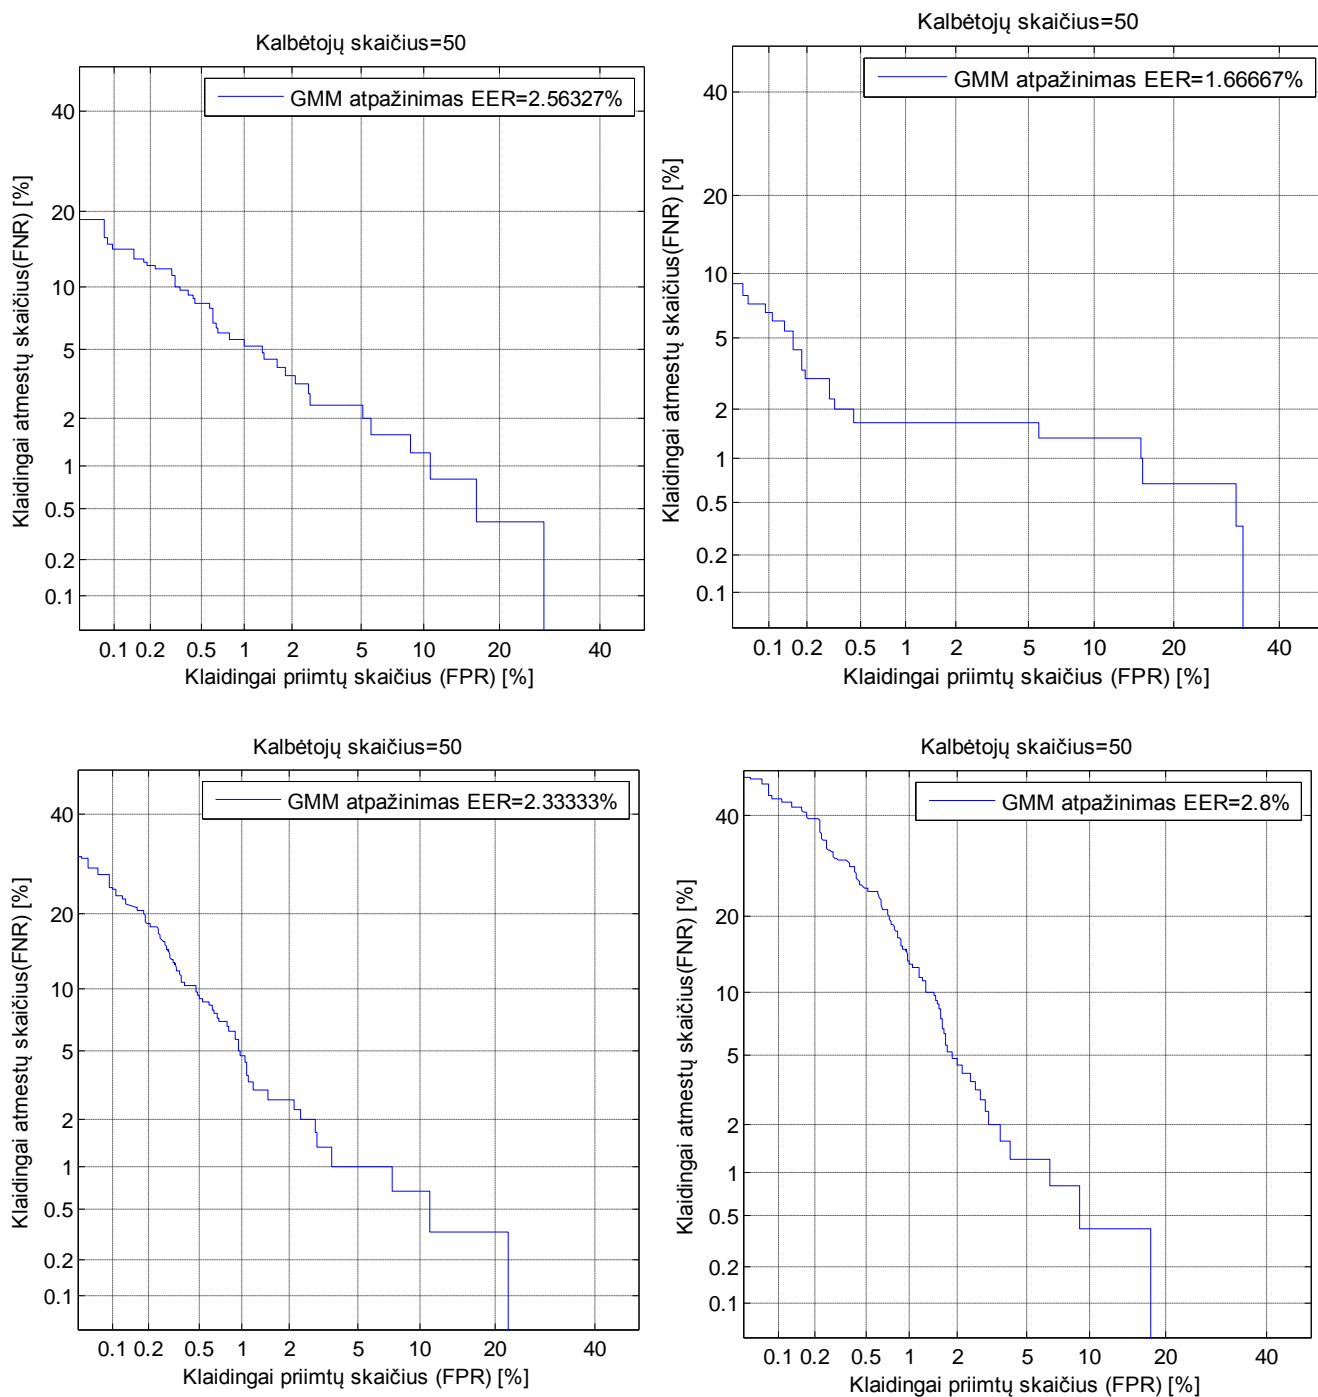 Kalbėtojų skaičius=50
GMM atpažinimas EER=2.56327%
Klaidingai atmestų skaičius(FNR) [%]
40
20
10
5
2
1
0.5
0.2
0.1
0.1 0.2 0.5 1 2 5 10 20 40
Klaidingai priimtų skaičius (FPR) [%]
Kalbėtojų skaičius=50
GMM atpažinimas EER=1.66667%
Klaidingai atmestų skaičius(FNR) [%]
40
20
10
5
2
1
0.5
0.2
0.1
0.1 0.2 0.5 1 2 5 10 20 40
Klaidingai priimtų skaičius (FPR) [%]
Kalbėtojų skaičius=50
GMM atpažinimas EER=2.33333%
Klaidingai atmestų skaičius(FNR) [%]
40
20
10
5
2
1
0.5
0.2
0.1
0.1 0.2 0.5 1 2 5 10 20 40
Klaidingai priimtų skaičius (FPR) [%]
Kalbėtojų skaičius=50
GMM atpažinimas EER=2.8%
Klaidingai atmestų skaičius(FNR) [%]
40
20
10
5
2
1
0.5
0.2
0.1
0.1 0.2 0.5 1 2 5 10 20 40
Klaidingai priimtų skaičius (FPR) [%]